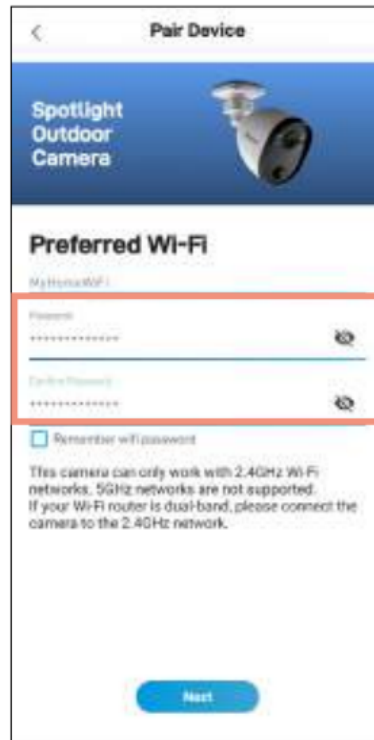 Pair Device
Spotlight
Outdoor
Camera
Preferred Wi-Fi
MyHomeWiFi
Password
•••••••••••••
Confirm Password
•••••••••••••
Remember wifi password
This camera can only work with 2.4GHz Wi-Fi
networks. 5GHz networks are not supported.
If your Wi-Fi router is dual-band, please connect the
camera to the 2.4GHz network.
Next